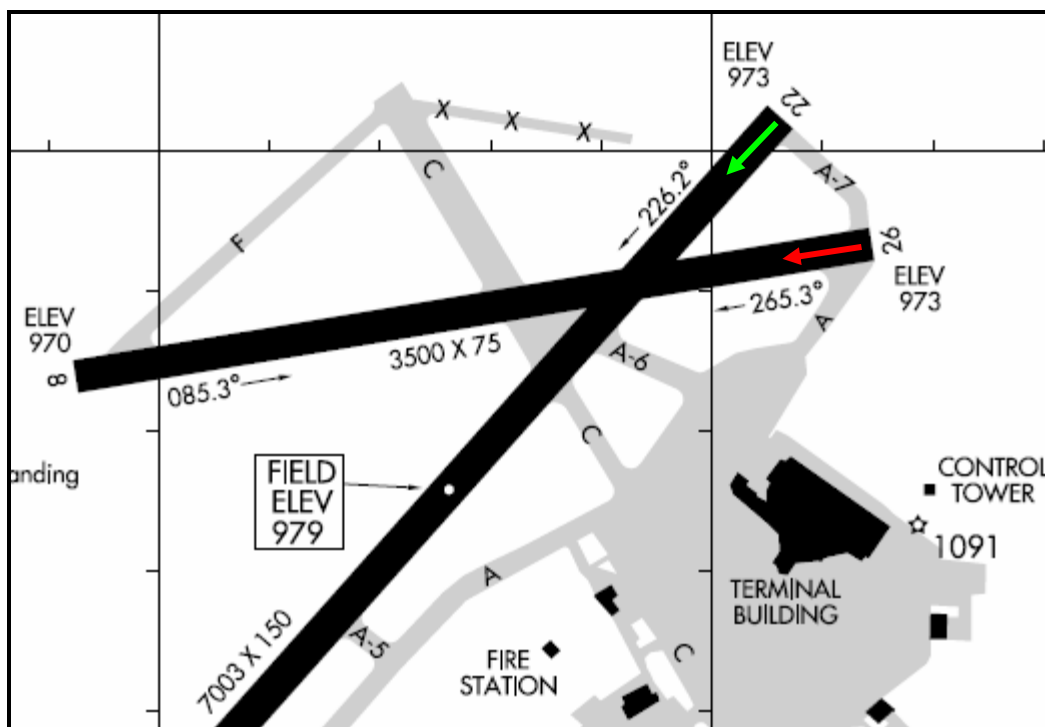 ELEV
973
22
X
X
X
C
A-7
226.2°
F
26
ELEV
973
265.3°
ELEV
970
8
085.3°
3500 X 75
A-6
A
C
anding
FIELD
ELEV
979
CONTROL
TOWER
1091
A
TERMINAL
BUILDING
7003 X 150
A-5
FIRE
STATION
C